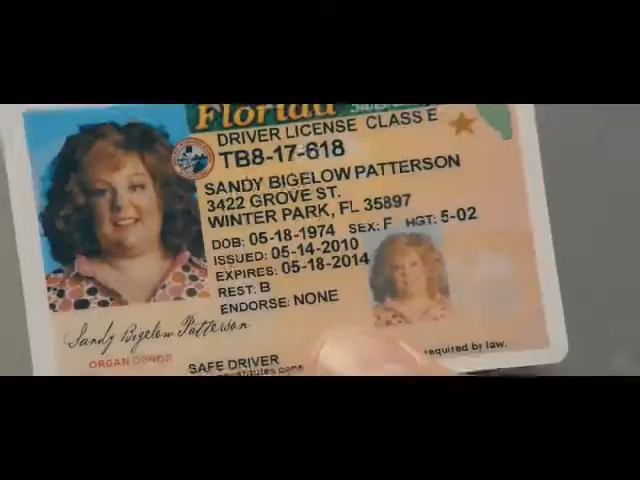 Florida
DRIVER LICENSE CLASS E
TB8-17-618
SANDY BIGELOW PATTERSON
3422 GROVE ST.
WINTER PARK, FL 35897
DOB: 05-18-1974 SEX: F HGT: 5-02
ISSUED: 05-14-2010
EXPIRES: 05-18-2014
REST: B
ENDORSE: NONE
Sandy Bigelow Patterson
ORGAN DONOR
SAFE DRIVER
required by law.